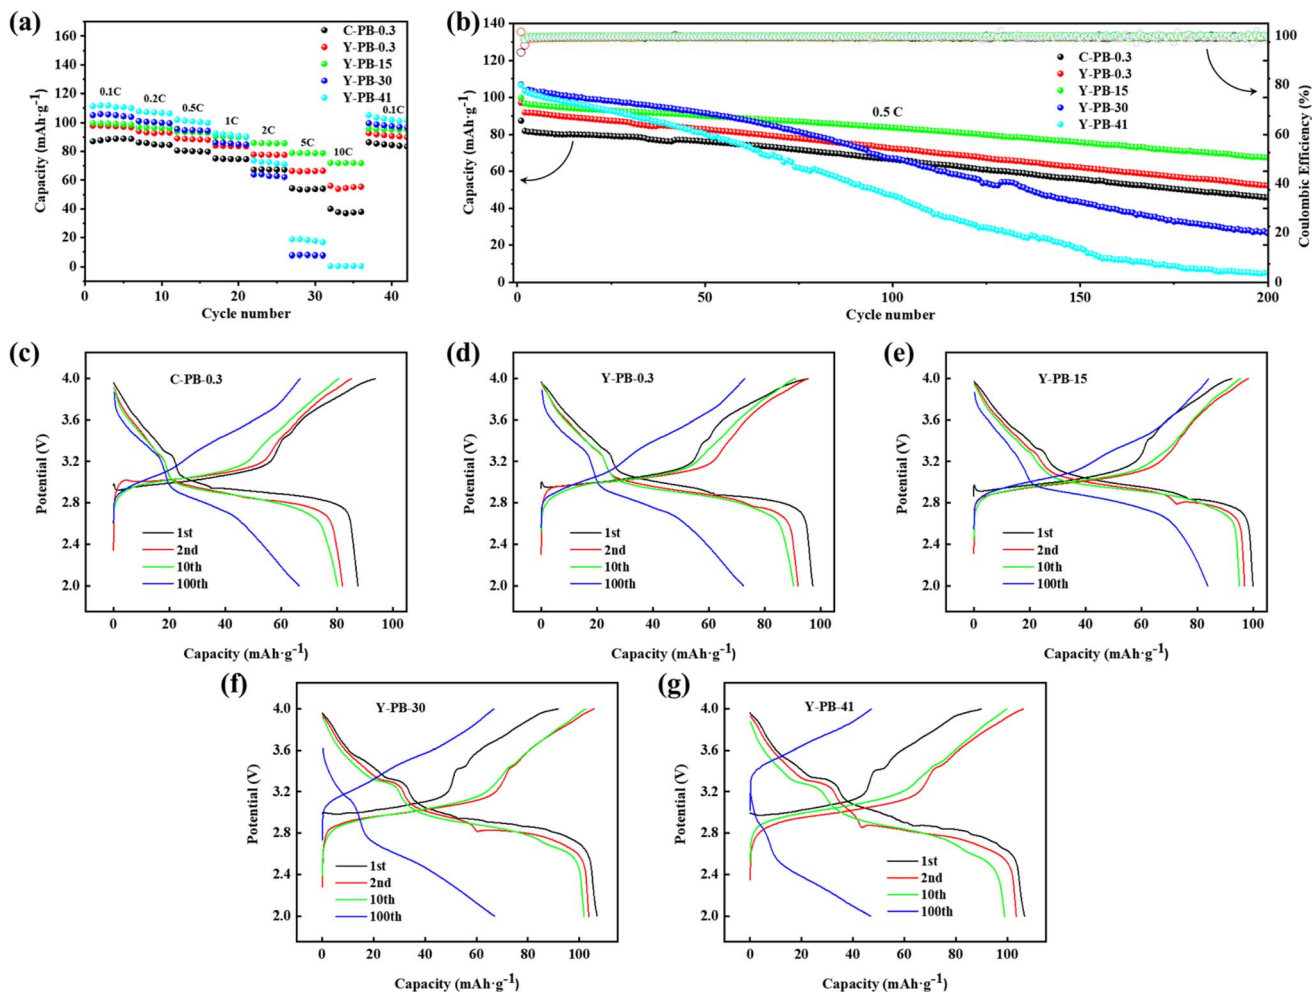 (a)
160
140
120
100
80
60
40
20
0
Capacity (mAh·g⁻¹)
0.1C
0.2C
0.5C
1C
2C
5C
10C
0.1C
C-PB-0.3
Y-PB-0.3
Y-PB-15
Y-PB-30
Y-PB-41
0 10 20 30 40
Cycle number
(b)
140
120
100
80
60
40
20
0
Capacity (mAh·g⁻¹)
0.5 C
C-PB-0.3
Y-PB-0.3
Y-PB-15
Y-PB-30
Y-PB-41
100
80
60
40
20
0
Coulombic Efficiency (%)
0 50 100 150 200
Cycle number
(c)
C-PB-0.3
4.0
3.6
3.2
2.8
2.4
2.0
Potential (V)
1st
2nd
10th
100th
0 20 40 60 80 100
Capacity (mAh·g⁻¹)
(d)
Y-PB-0.3
4.0
3.6
3.2
2.8
2.4
2.0
Potential (V)
1st
2nd
10th
100th
0 20 40 60 80 100
Capacity (mAh·g⁻¹)
(e)
Y-PB-15
4.0
3.6
3.2
2.8
2.4
2.0
Potential (V)
1st
2nd
10th
100th
0 20 40 60 80 100
Capacity (mAh·g⁻¹)
(f)
Y-PB-30
4.0
3.6
3.2
2.8
2.4
2.0
Potential (V)
1st
2nd
10th
100th
0 20 40 60 80 100
Capacity (mAh·g⁻¹)
(g)
Y-PB-41
4.0
3.6
3.2
2.8
2.4
2.0
Potential (V)
1st
2nd
10th
100th
0 20 40 60 80 100
Capacity (mAh·g⁻¹)